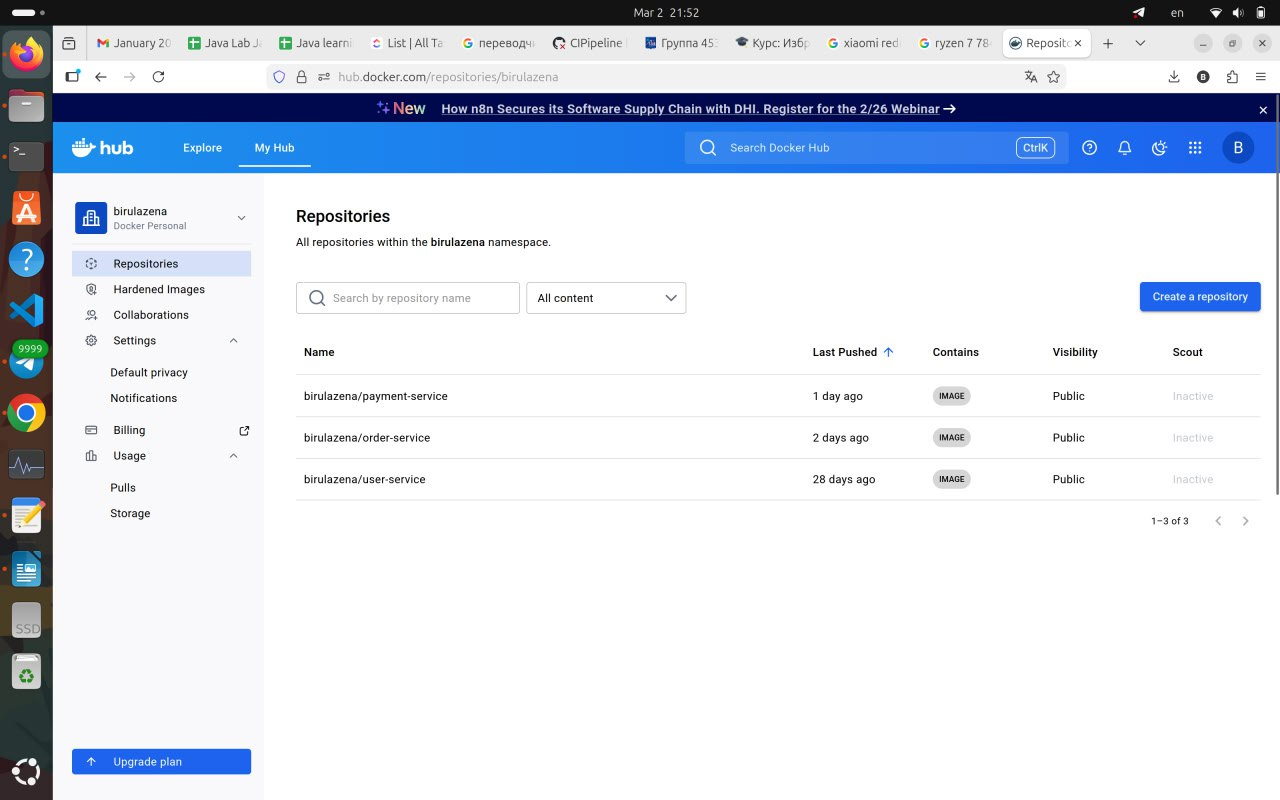 Mar 2 21:52
en
January 20
Java Lab Ja
Java learni
List | All Ta
переводчи
CIPipeline
Группа 453
Курс: Избр
xiaomi red
ryzen 7 784
Reposito
hub.docker.com/repositories/birulazena
B
New How n8n Secures its Software Supply Chain with DHI. Register for the 2/26 Webinar
hub
Explore
My Hub
Search Docker Hub
CtrlK
B
birulazena
Docker Personal
Repositories
Hardened Images
Collaborations
Settings
Default privacy
Notifications
Billing
Usage
Pulls
Storage
Upgrade plan
Repositories
All repositories within the birulazena namespace.
Search by repository name
All content
Create a repository
Name Last Pushed Contains Visibility Scout
birulazena/payment-service 1 day ago IMAGE Public Inactive
birulazena/order-service 2 days ago IMAGE Public Inactive
birulazena/user-service 28 days ago IMAGE Public Inactive
1–3 of 3
9999
SSD